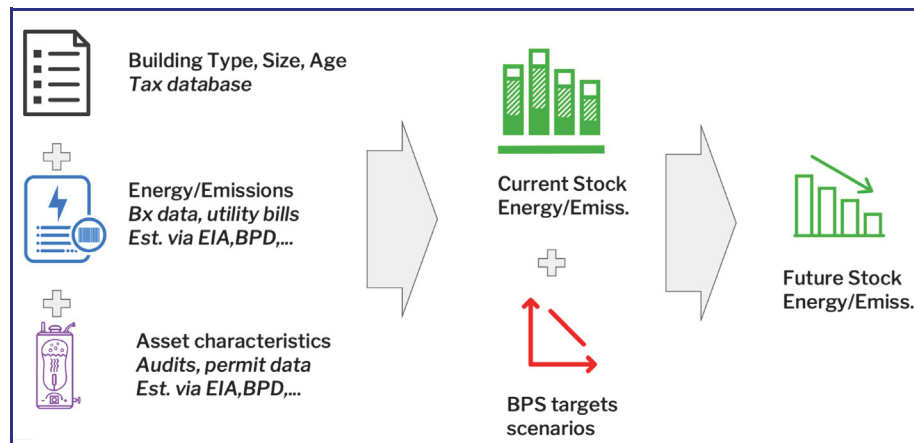 Building Type, Size, Age
Tax database
Energy/Emissions
Bx data, utility bills
Est. via EIA,BPD,...
Asset characteristics
Audits, permit data
Est. via EIA,BPD,...
Current Stock
Energy/Emiss.
BPS targets
scenarios
Future Stock
Energy/Emiss.